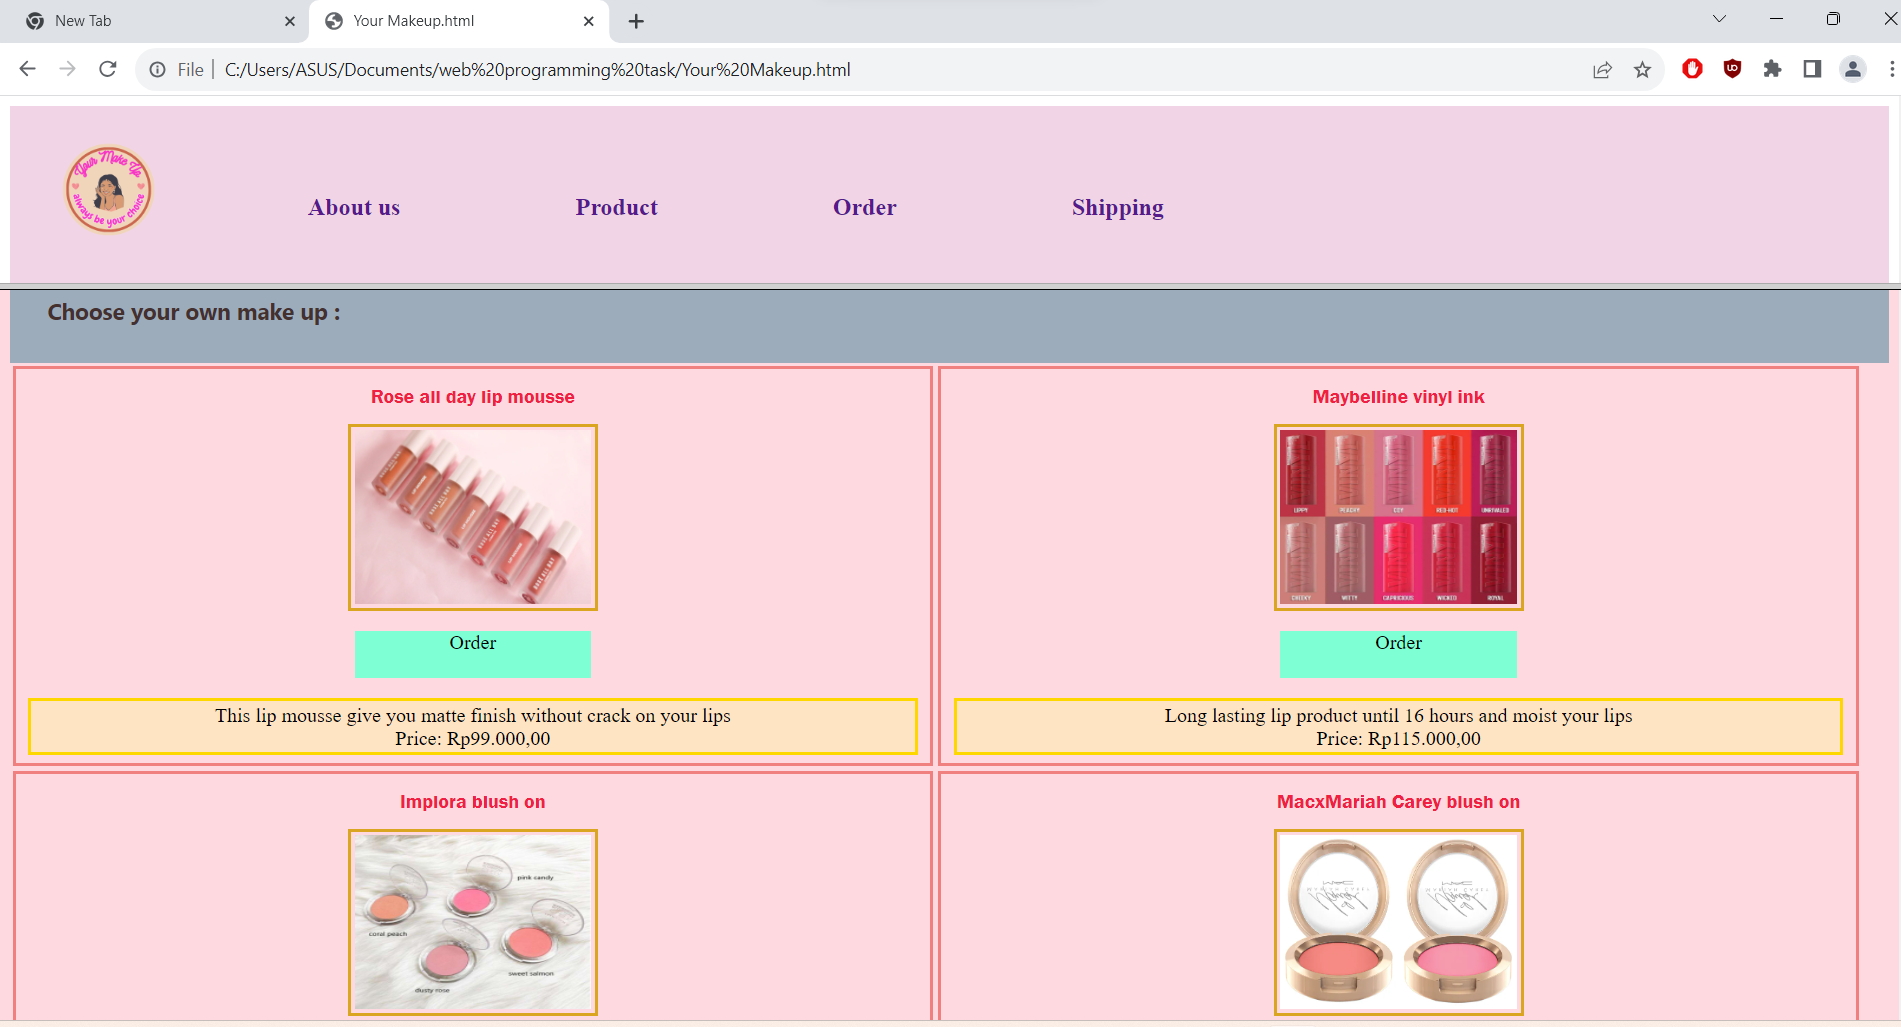 New Tab
Your Makeup.html
File
C:/Users/ASUS/Documents/web%20programming%20task/Your%20Makeup.html
Your Make Up
always be your choice
About us
Product
Order
Shipping
Choose your own make up :
Rose all day lip mousse
Maybelline vinyl ink
LIPPY
PEACHY
COY
RED-HOT
UNRIVALED
CHEEKY
WITTY
CAPRICIOUS
WICKED
ROYAL
Order
Order
This lip mousse give you matte finish without crack on your lips
Price: Rp99.000,00
Long lasting lip product until 16 hours and moist your lips
Price: Rp115.000,00
Implora blush on
MacxMariah Carey blush on
pink candy
coral peach
sweet salmon
dusty rose